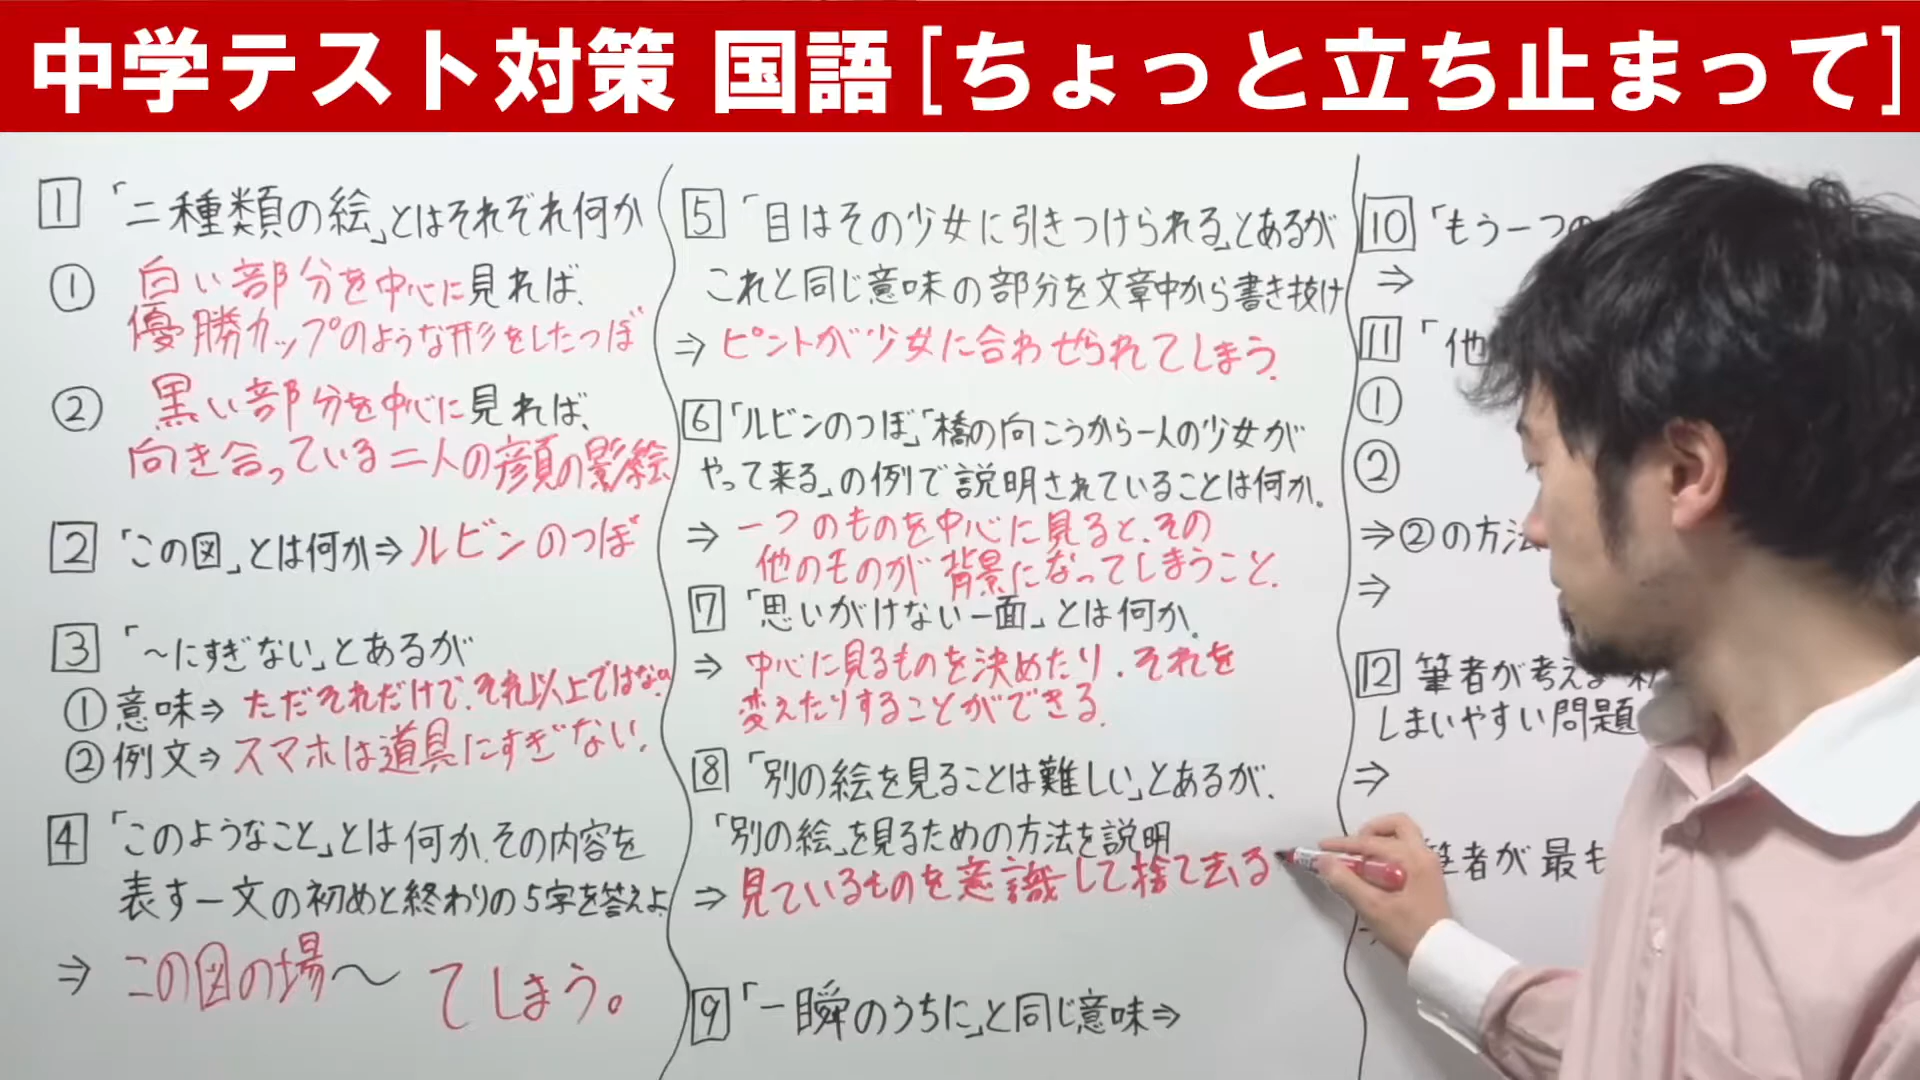 中学テスト対策 国語[ちょっと立ち止まって]
1 「二種類の絵」とはそれぞれ何か
① 白い部分を中心に見れば、
優勝カップのような形をしたつぼ
② 黒い部分を中心に見れば、
向き合っている二人の顔の影絵
2 「この図」とは何か⇒ルビンのつぼ
3 「〜にすぎない」とあるが
①意味⇒ただそれだけで、それ以上ではない。
②例文⇒スマホは道具にすぎない。
4 「このようなこと」とは何か。その内容を
表す一文の初めと終わりの5字を答えよ。
⇒ この図の場〜 てしまう。
5 「目はその少女に引きつけられる」とあるが
これと同じ意味の部分を文章中から書き抜け
⇒ ピントが少女に合わせられてしまう。
6 「ルビンのつぼ」「橋の向こうから一人の少女が
やって来る」の例で説明されていることは何か。
⇒ 一つのものを中心に見ると、その
他のものが背景になってしまうこと。
7 「思いがけない一面」とは何か。
⇒ 中心に見るものを決めたり、それを
変えたりすることができる。
8 「別の絵を見ることは難しい」とあるが、
「別の絵」を見るための方法を説明
⇒ 見ているものを意識して捨て去る
9 「一瞬のうちに」と同じ意味⇒
10 「もう一つの
⇒
11 「他
①
②
⇒②の方法
⇒
12 筆者が考える
しまいやすい問題
⇒
筆者が最も
⇒